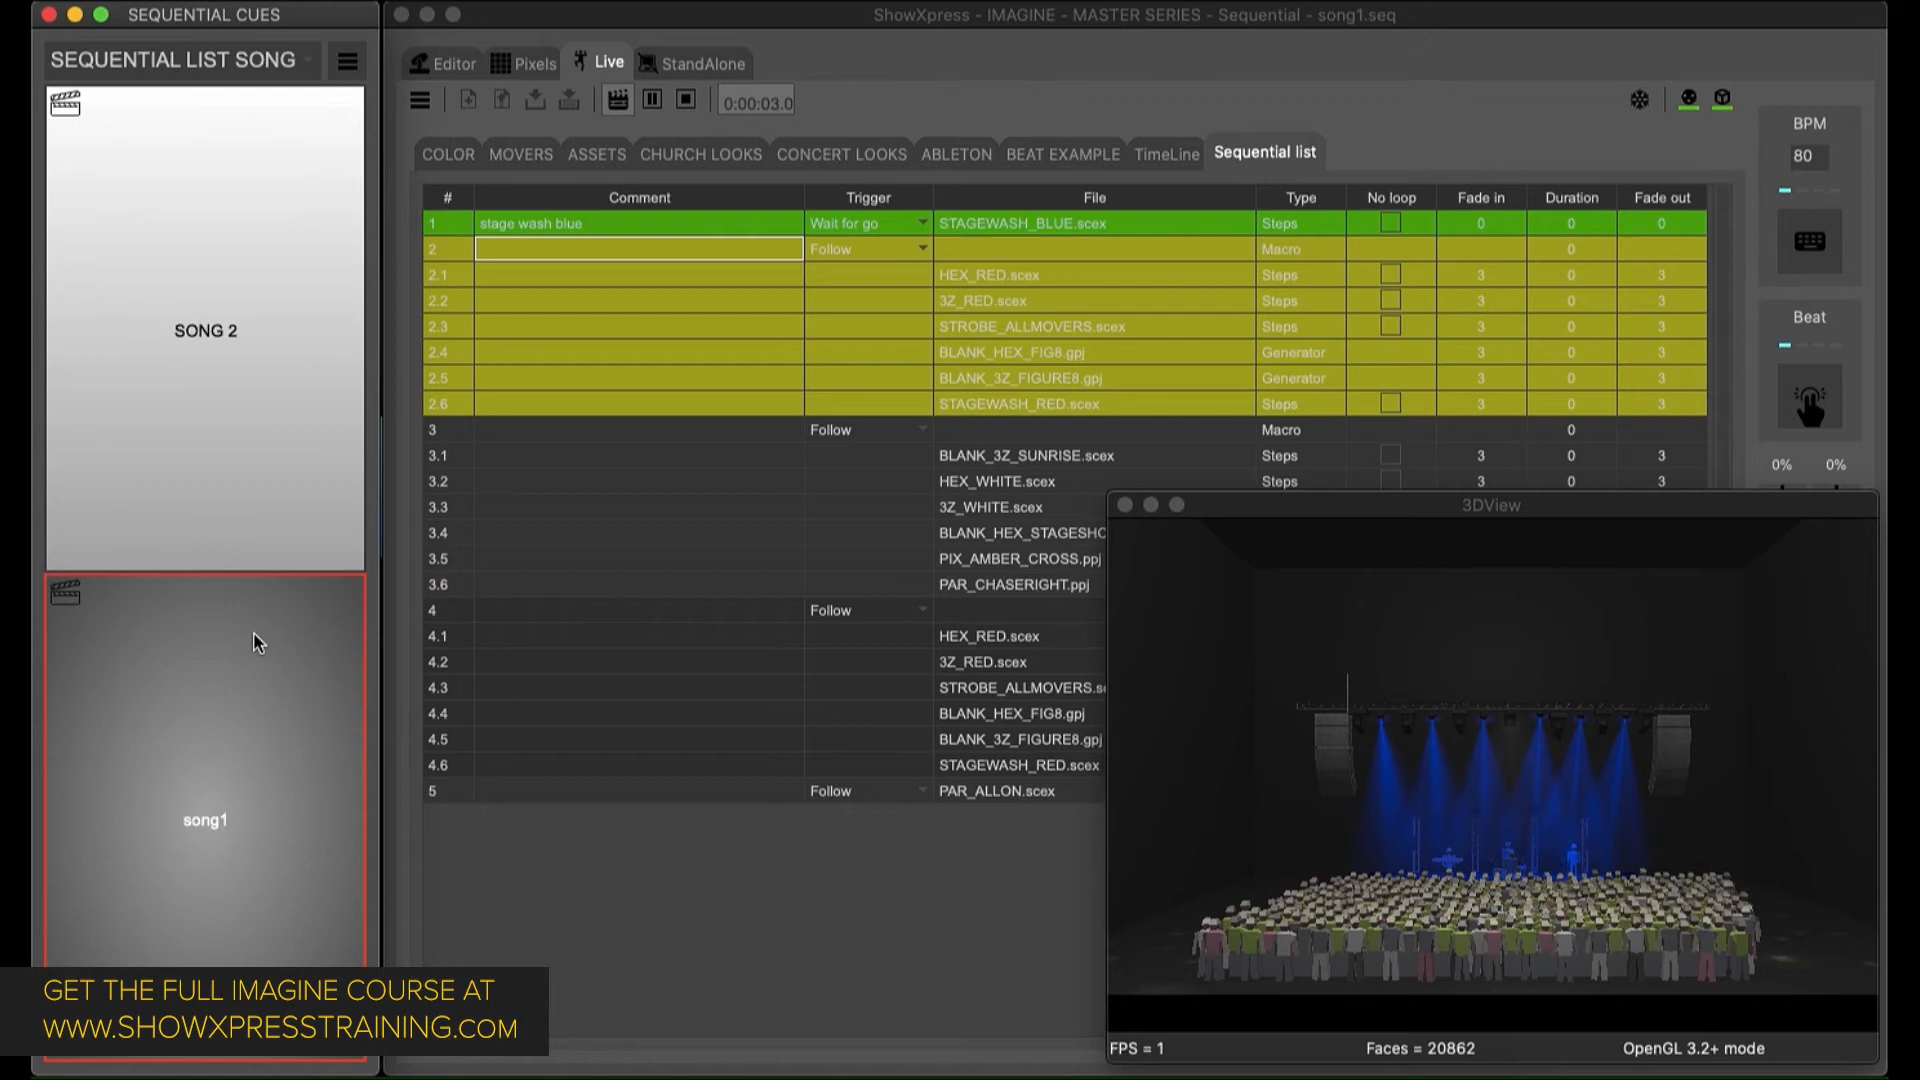 SEQUENTIAL CUES
ShowXpress - IMAGINE - MASTER SERIES - Sequential - song1.seq
SEQUENTIAL LIST SONG
Editor Pixels Live StandAlone
0:00:03.0
COLOR MOVERS ASSETS CHURCH LOOKS CONCERT LOOKS ABLETON BEAT EXAMPLE TimeLine Sequential list
BPM
80
Beat
0% 0%
# Comment Trigger File Type No loop Fade in Duration Fade out
1 stage wash blue Wait for go STAGEWASH_BLUE.scex Steps 0 0 0
2 Follow Macro 0
2.1 HEX_RED.scex Steps 3 0 3
2.2 3Z_RED.scex Steps 3 0 3
2.3 STROBE_ALLMOVERS.scex Steps 3 0 3
2.4 BLANK_HEX_FIG8.gpj Generator 3 0 3
2.5 BLANK_3Z_FIGURE8.gpj Generator 3 0 3
2.6 STAGEWASH_RED.scex Steps 3 0 3
3 Follow Macro 0
3.1 BLANK_3Z_SUNRISE.scex Steps 3 0 3
3.2 HEX_WHITE.scex Steps 3 0 3
3.3 3Z_WHITE.scex
3.4 BLANK_HEX_STAGESHO
3.5 PIX_AMBER_CROSS.ppj
3.6 PAR_CHASERIGHT.ppj
4 Follow
4.1 HEX_RED.scex
4.2 3Z_RED.scex
4.3 STROBE_ALLMOVERS.s
4.4 BLANK_HEX_FIG8.gpj
4.5 BLANK_3Z_FIGURE8.gpj
4.6 STAGEWASH_RED.scex
5 Follow PAR_ALLON.scex
SONG 2
song1
3DView
FPS = 1 Faces = 20862 OpenGL 3.2+ mode
GET THE FULL IMAGINE COURSE AT
WWW.SHOWXPRESSTRAINING.COM